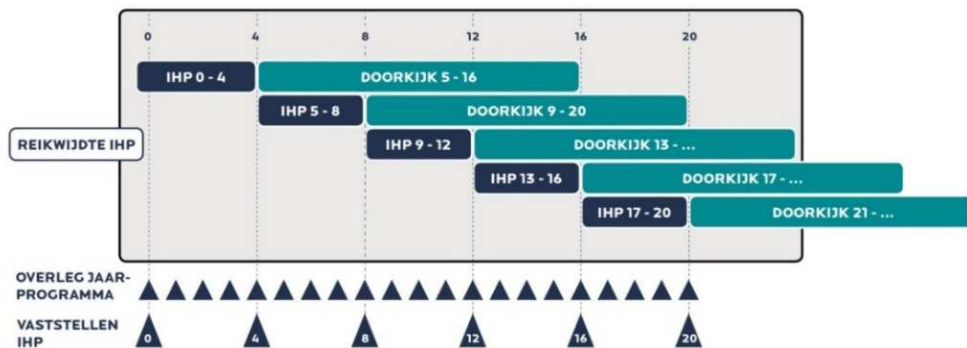 0 4 8 12 16 20
IHP 0 - 4 DOORKIJK 5 - 16
IHP 5 - 8 DOORKIJK 9 - 20
REIKWIJDTE IHP IHP 9 - 12 DOORKIJK 13 - ...
IHP 13 - 16 DOORKIJK 17 - ...
IHP 17 - 20 DOORKIJK 21 - ...
OVERLEG JAAR-
PROGRAMMA
VASTSTELLEN
IHP
0 4 8 12 16 20